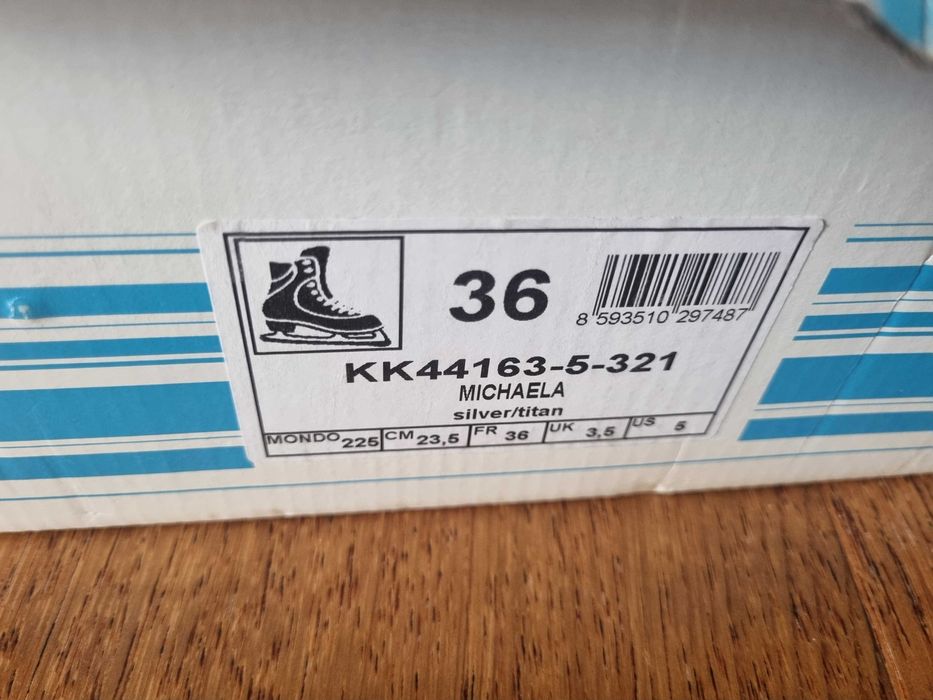 36
8 593510 297487
KK44163-5-321
MICHAELA
silver/titan
MONDO 225 CM 23,5 FR 36 UK 3,5 US 5